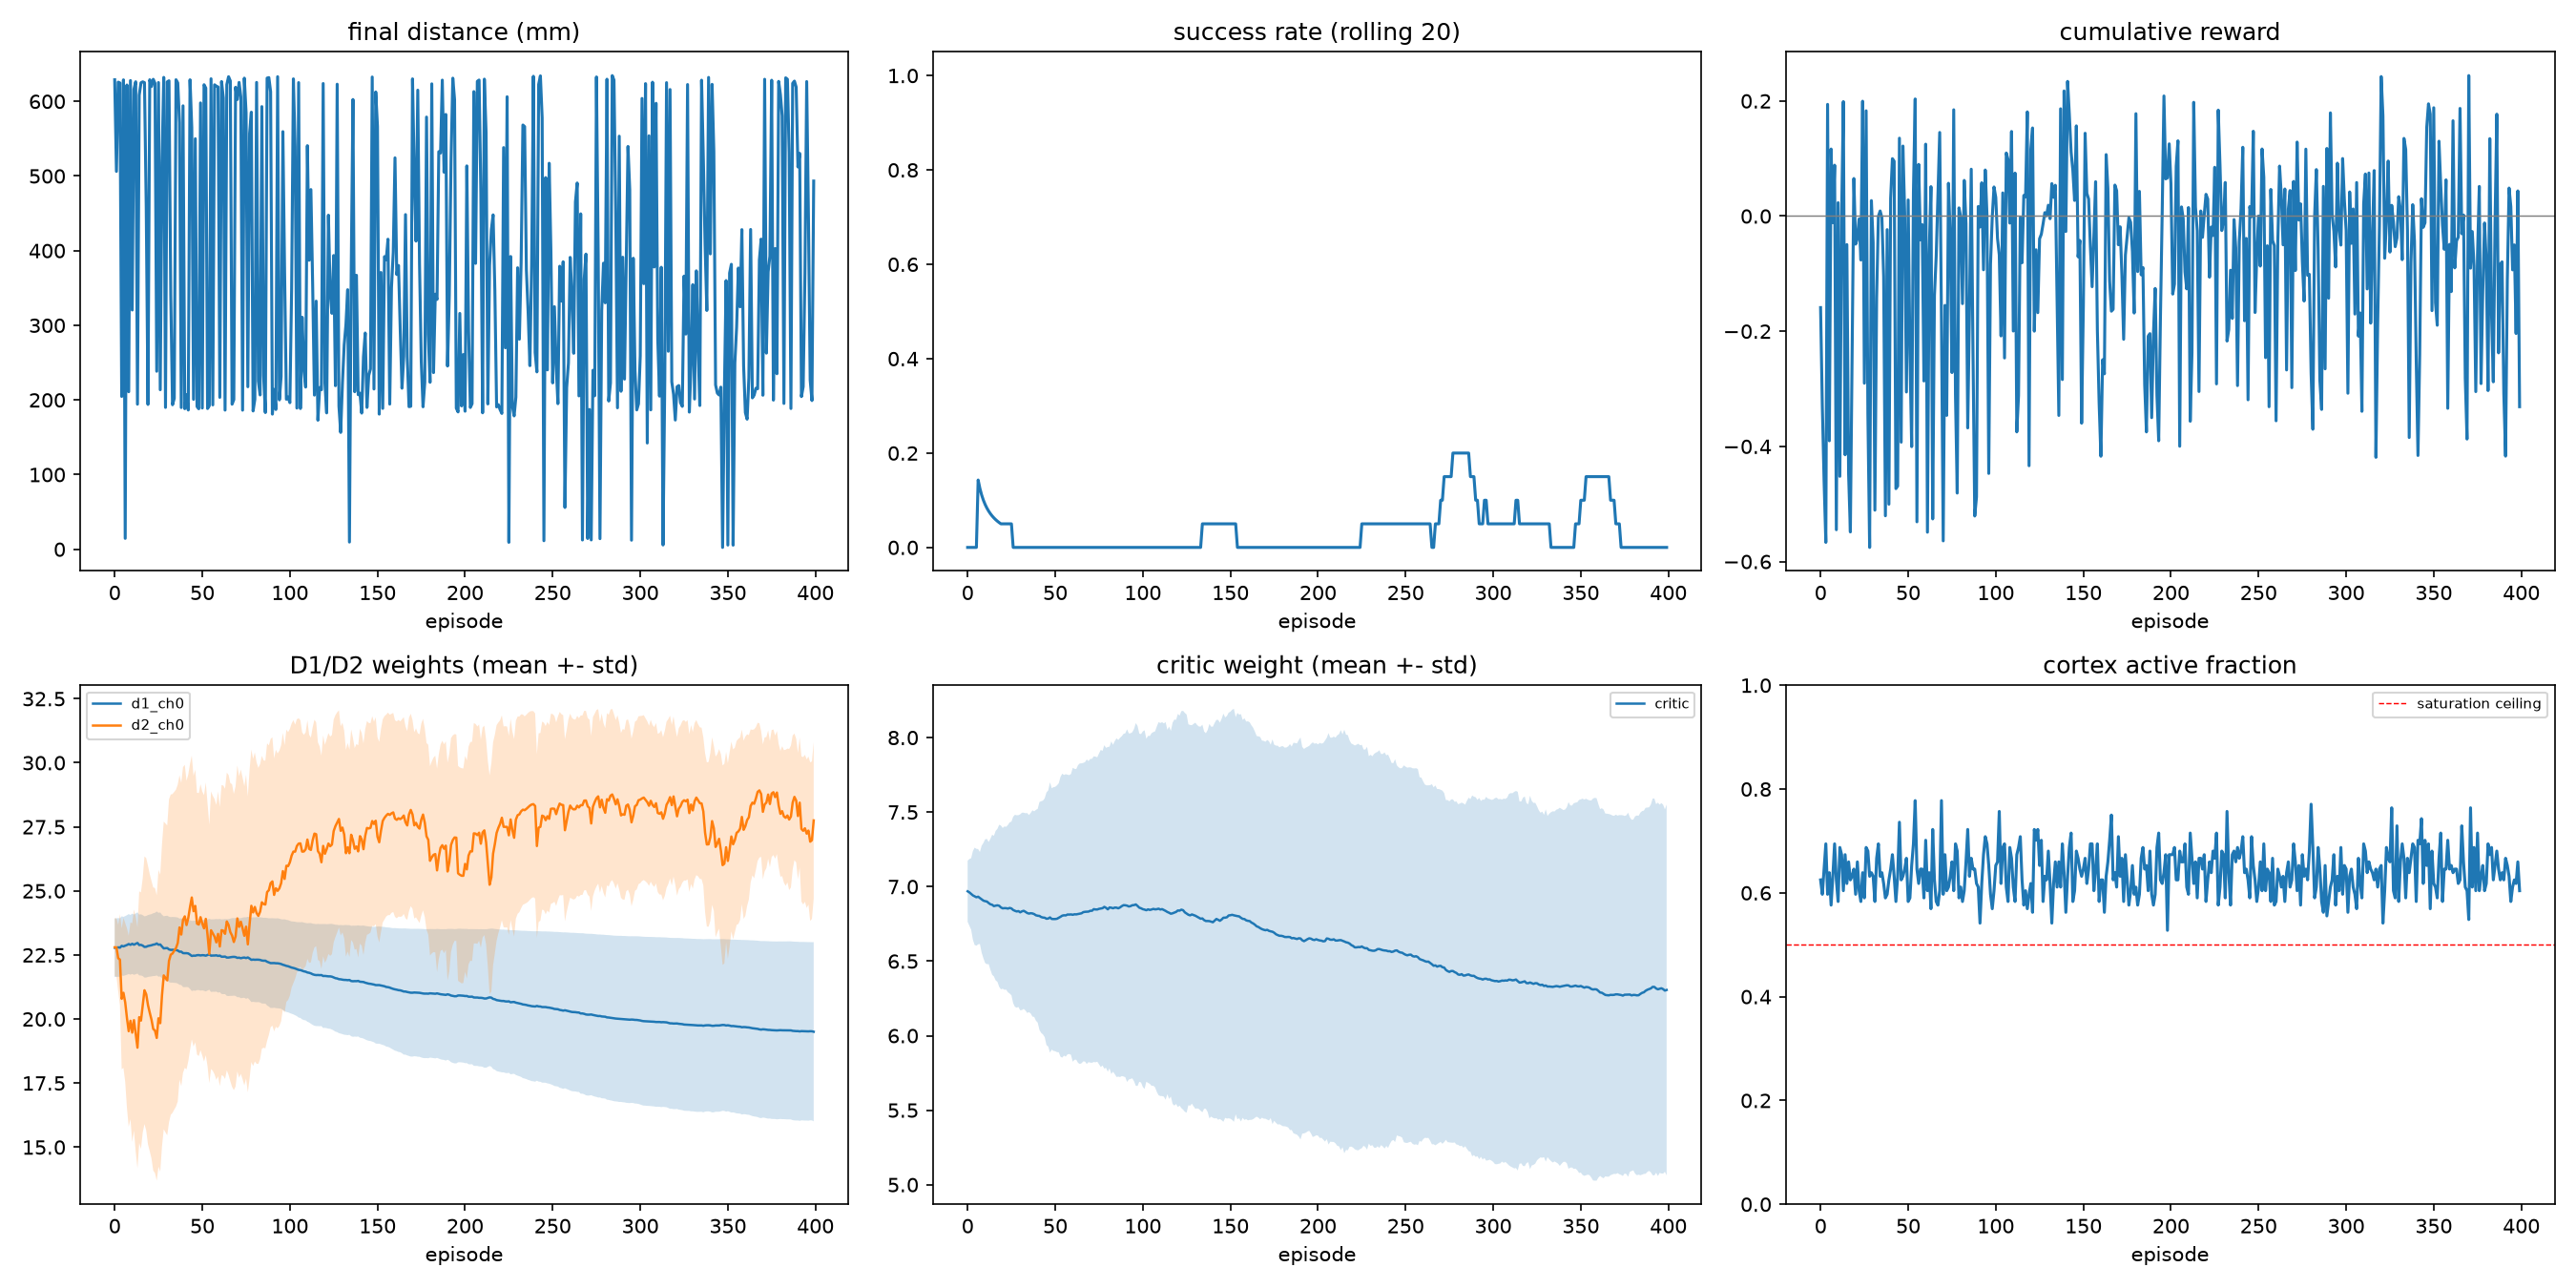 final distance (mm)
600
500
400
300
200
100
0
0 50 100 150 200 250 300 350 400
episode
success rate (rolling 20)
1.0
0.8
0.6
0.4
0.2
0.0
0 50 100 150 200 250 300 350 400
episode
cumulative reward
0.2
0.0
−0.2
−0.4
−0.6
0 50 100 150 200 250 300 350 400
episode
D1/D2 weights (mean +- std)
d1_ch0
d2_ch0
32.5
30.0
27.5
25.0
22.5
20.0
17.5
15.0
0 50 100 150 200 250 300 350 400
episode
critic weight (mean +- std)
critic
8.0
7.5
7.0
6.5
6.0
5.5
5.0
0 50 100 150 200 250 300 350 400
episode
cortex active fraction
saturation ceiling
1.0
0.8
0.6
0.4
0.2
0.0
0 50 100 150 200 250 300 350 400
episode